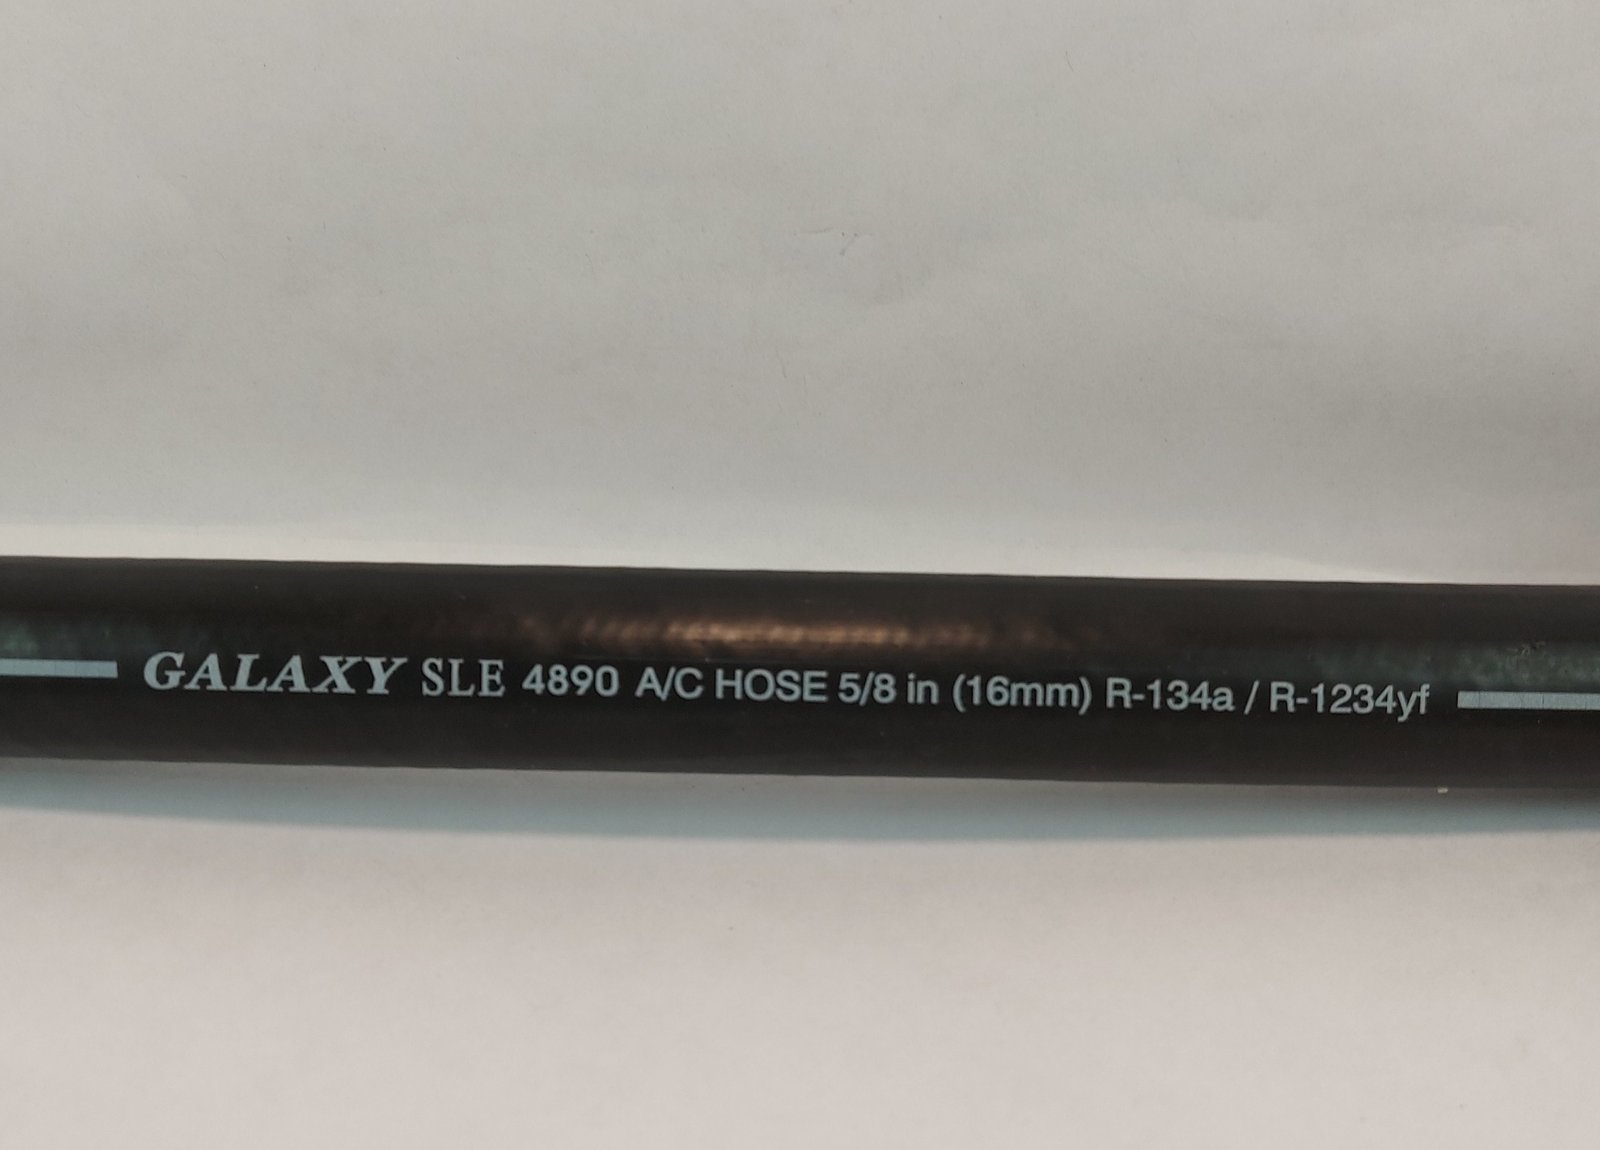 GALAXY SLE 4890 A/C HOSE 5/8 in (16mm) R-134a / R-1234yf